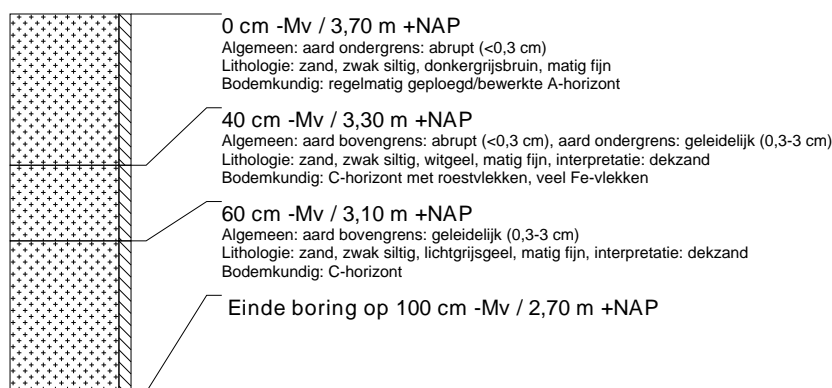 0 cm -Mv / 3,70 m +NAP
Algemeen: aard ondergrens: abrupt (<0,3 cm)
Lithologie: zand, zwak siltig, donkergrijsbruin, matig fijn
Bodemkundig: regelmatig geploegd/bewerkte A-horizont
40 cm -Mv / 3,30 m +NAP
Algemeen: aard bovengrens: abrupt (<0,3 cm), aard ondergrens: geleidelijk (0,3-3 cm)
Lithologie: zand, zwak siltig, witgeel, matig fijn, interpretatie: dekzand
Bodemkundig: C-horizont met roestvlekken, veel Fe-vlekken
60 cm -Mv / 3,10 m +NAP
Algemeen: aard bovengrens: geleidelijk (0,3-3 cm)
Lithologie: zand, zwak siltig, lichtgrijsgeel, matig fijn, interpretatie: dekzand
Bodemkundig: C-horizont
Einde boring op 100 cm -Mv / 2,70 m +NAP